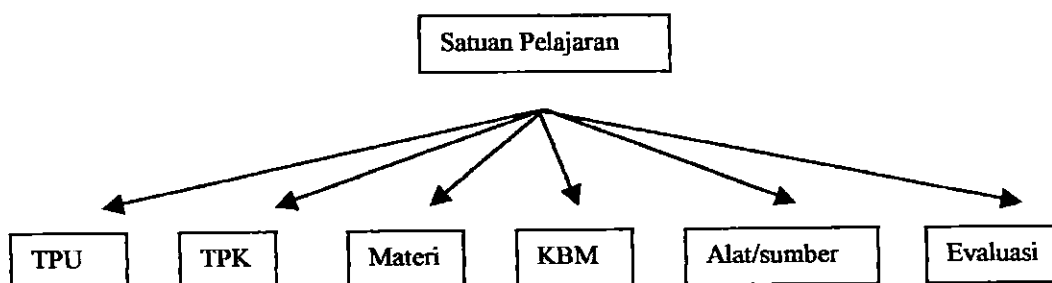 Satuan Pelajaran
TPU
TPK
Materi
KBM
Alat/sumber
Evaluasi